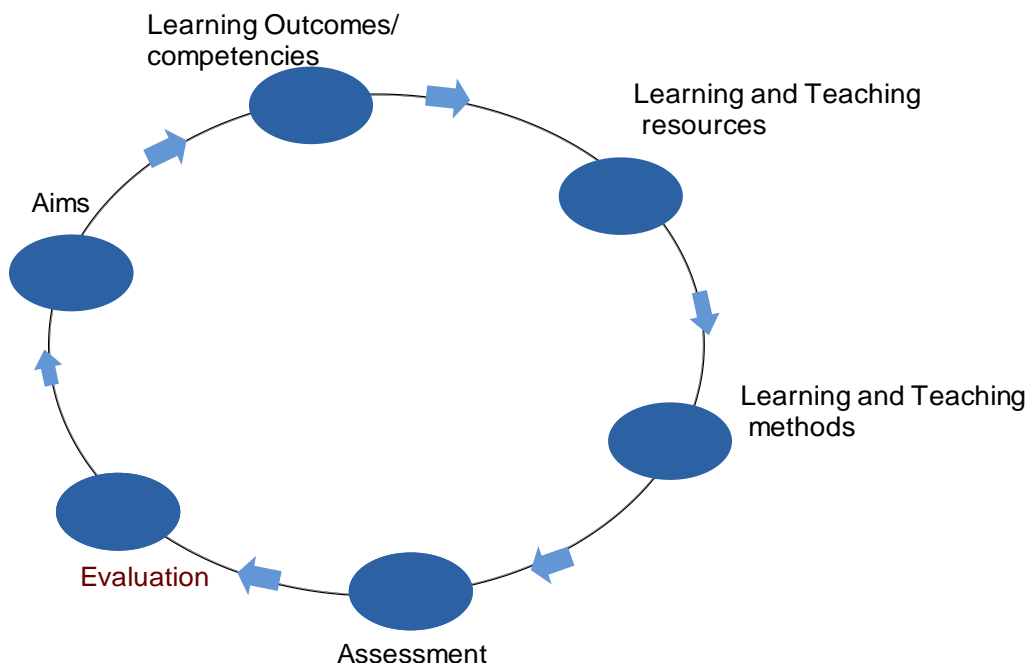 Learning Outcomes/
competencies
Learning and Teaching
resources
Aims
Learning and Teaching
methods
Evaluation
Assessment